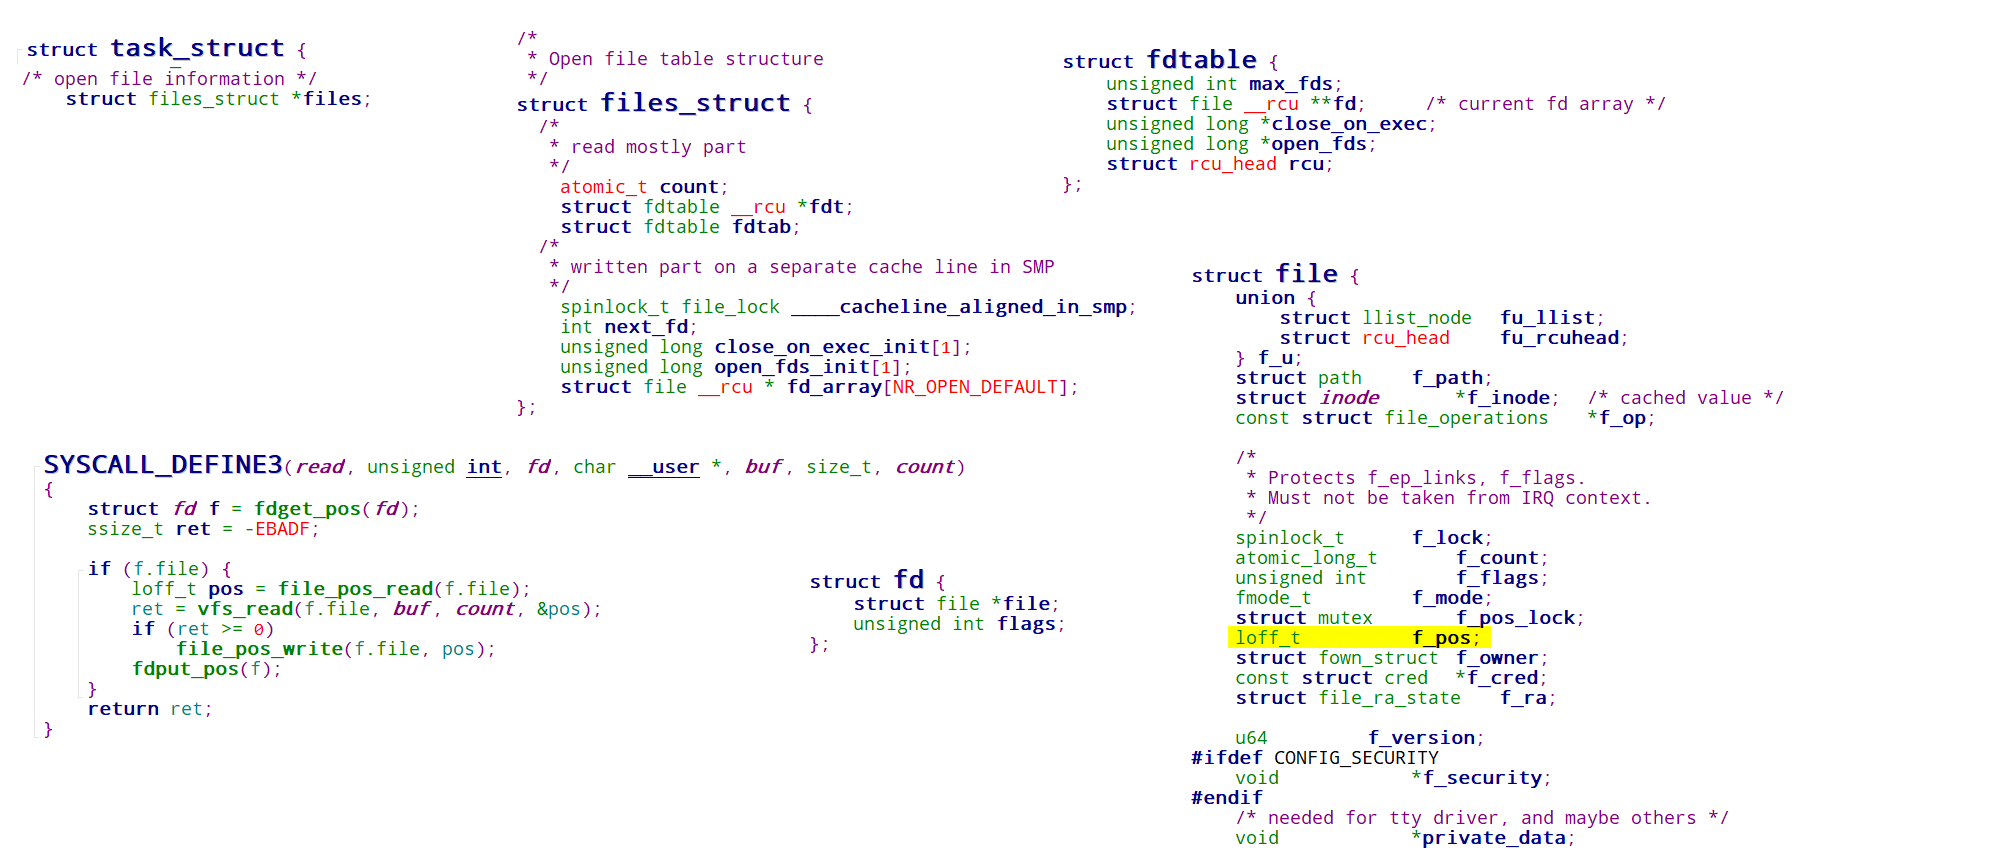 struct task_struct {
/* open file information */
struct files_struct *files;
/*
* Open file table structure
*/
struct files_struct {
/*
* read mostly part
*/
atomic_t count;
struct fdtable __rcu *fdt;
struct fdtable fdtab;
/*
* written part on a separate cache line in SMP
*/
spinlock_t file_lock ____cacheline_aligned_in_smp;
int next_fd;
unsigned long close_on_exec_init[1];
unsigned long open_fds_init[1];
struct file __rcu * fd_array[NR_OPEN_DEFAULT];
};
struct fdtable {
unsigned int max_fds;
struct file __rcu **fd; /* current fd array */
unsigned long *close_on_exec;
unsigned long *open_fds;
struct rcu_head rcu;
};
SYSCALL_DEFINE3(read, unsigned int, fd, char __user *, buf, size_t, count)
{
struct fd f = fdget_pos(fd);
ssize_t ret = -EBADF;
if (f.file) {
loff_t pos = file_pos_read(f.file);
ret = vfs_read(f.file, buf, count, &pos);
if (ret >= 0)
file_pos_write(f.file, pos);
fdput_pos(f);
}
return ret;
}
struct fd {
struct file *file;
unsigned int flags;
};
struct file {
union {
struct llist_node fu_llist;
struct rcu_head fu_rcuhead;
} f_u;
struct path f_path;
struct inode *f_inode; /* cached value */
const struct file_operations *f_op;
/*
* Protects f_ep_links, f_flags.
* Must not be taken from IRQ context.
*/
spinlock_t f_lock;
atomic_long_t f_count;
unsigned int f_flags;
fmode_t f_mode;
struct mutex f_pos_lock;
loff_t f_pos;
struct fown_struct f_owner;
const struct cred *f_cred;
struct file_ra_state f_ra;
u64 f_version;
#ifdef CONFIG_SECURITY
void *f_security;
#endif
/* needed for tty driver, and maybe others */
void *private_data;